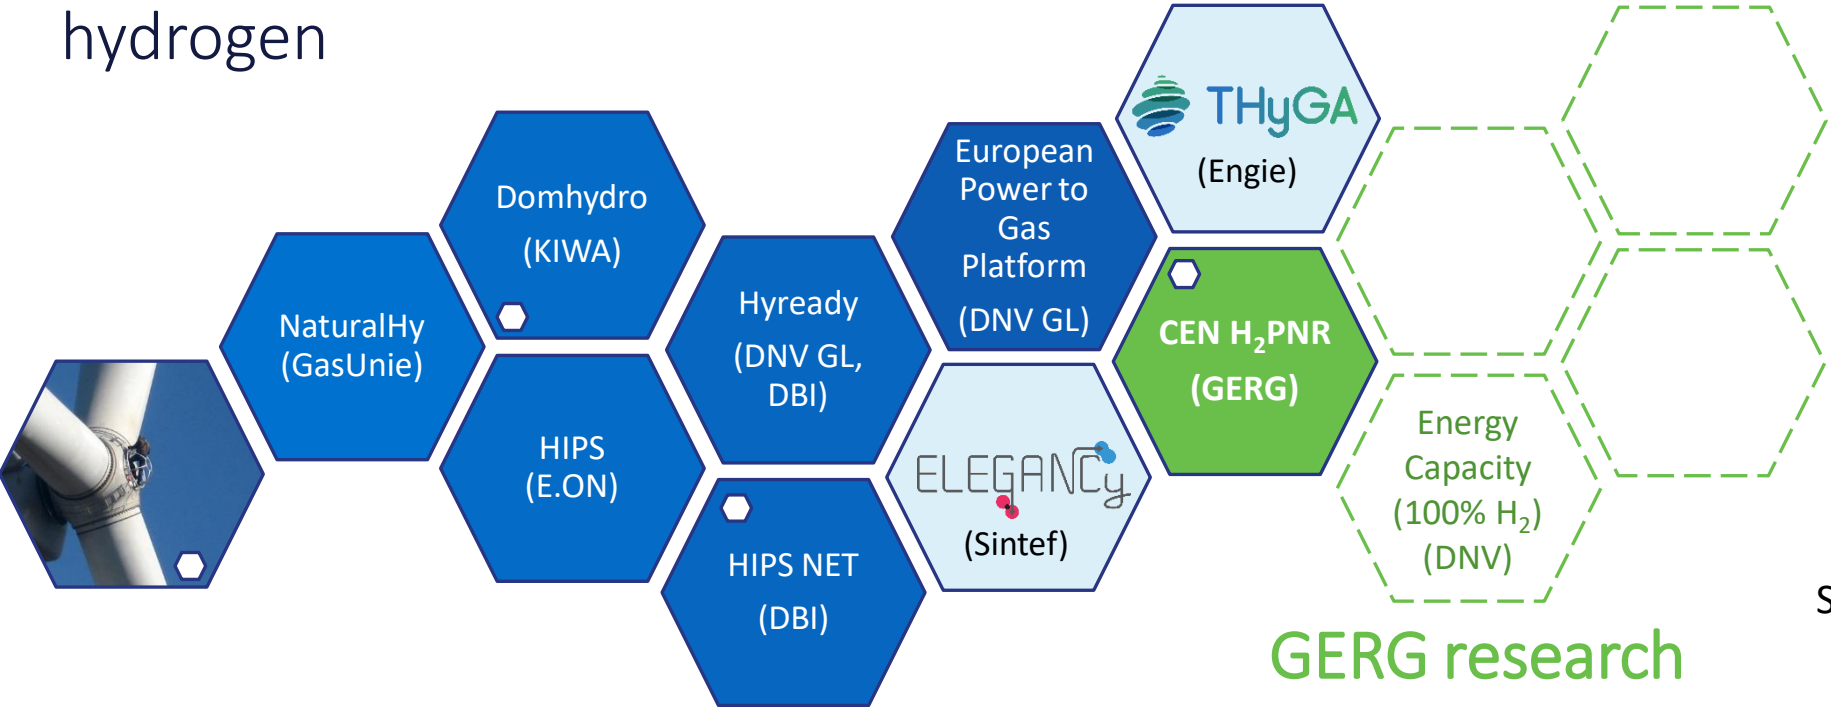 hydrogen
NaturalHy
(GasUnie)
Domhydro
(KIWA)
HIPS
(E.ON)
Hyready
(DNV GL,
DBI)
HIPS NET
(DBI)
European
Power to
Gas
Platform
(DNV GL)
ELEGANCy
(Sintef)
THyGA
(Engie)
CEN H₂PNR
(GERG)
Energy
Capacity
(100% H₂)
(DNV)
S
GERG research